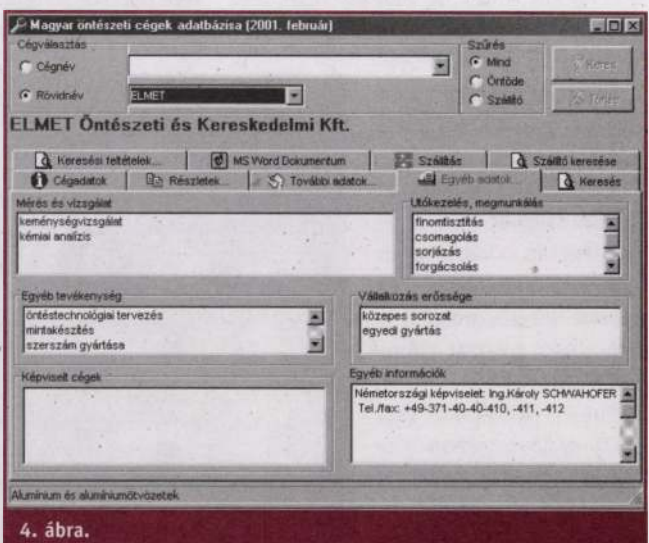 Magyar öntészeti cégek adatbázisa (2001. február)
Cégválasztás
Cégnév
Rövidnév
ELMET
Szűrés
Mind
Öntöde
Szállító
Keres
ELMET Öntészeti és Kereskedelmi Kft.
Keresési feltételek...
MS Word Dokumentum
Szállítás
Szállító keresése
Cégadatok
Részletek...
További adatok...
Egyéb adatok...
Keresés
Mérés és vizsgálat
keménységvizsgálat
kémiai analízis
Utókezelés, megmunkálás
finomtisztítás
csomagolás
sorjázás
forgácsolás
Egyéb tevékenység
öntéstechnológiai tervezés
mintakészítés
szerszám gyártása
Vállalkozás erőssége
közepes sorozat
egyedi gyártás
Képviselt cégek
Egyéb információk
Németországi képviselet: Ing.Károly SCHWAHOFER
Tel./fax: +49-371-40-40-410, -411, -412
Alumínium és alumíniumötvözetek
4. ábra.